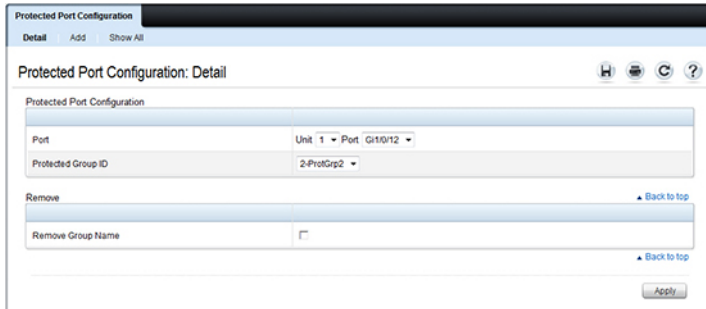 Protected Port Configuration
Detail Add Show All
Protected Port Configuration: Detail
Protected Port Configuration
Port Unit 1 Port Gi1/0/12
Protected Group ID 2-ProtGrp2
Remove Back to top
Remove Group Name
Back to top
Apply